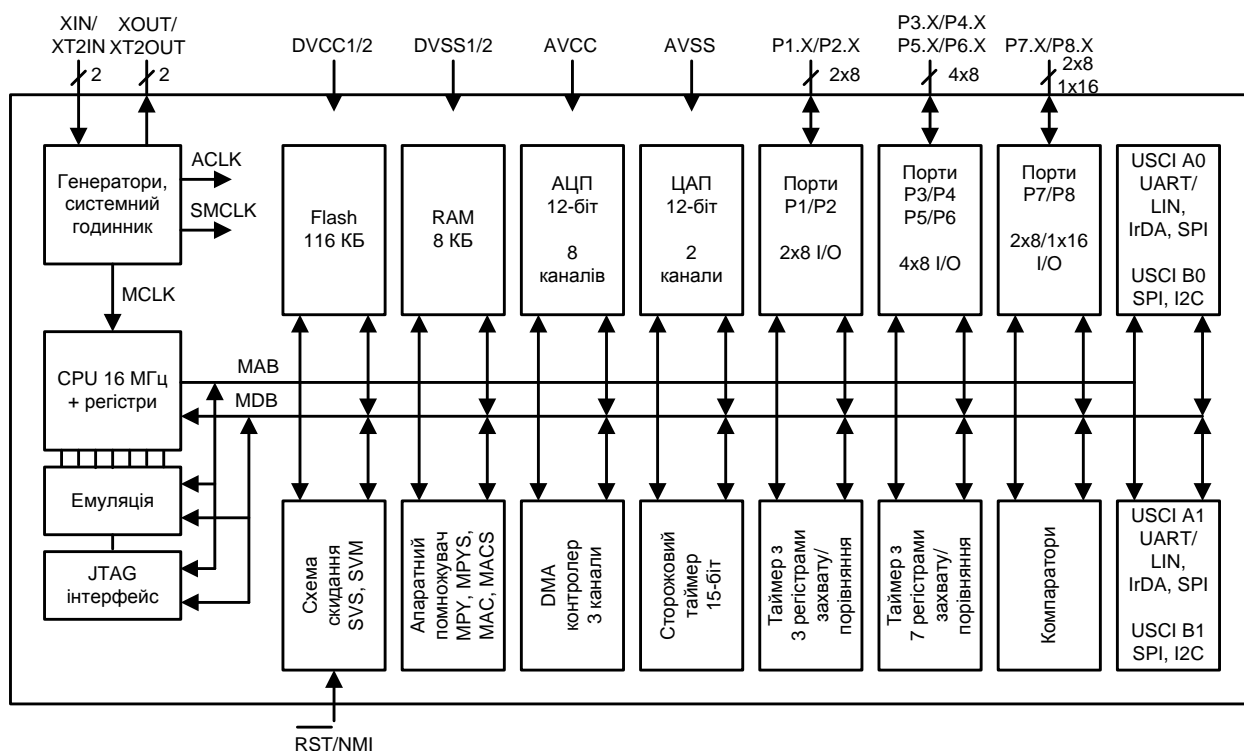 XIN/
XT2IN
XOUT/
XT2OUT
DVCC1/2
DVSS1/2
AVCC
AVSS
P1.X/P2.X
P3.X/P4.X
P5.X/P6.X
P7.X/P8.X
2
2
2x8
4x8
2x8
1x16
Генератори,
системний
годинник
ACLK
SMCLK
MCLK
Flash
116 КБ
RAM
8 КБ
АЦП
12-біт
8
каналів
ЦАП
12-біт
2
канали
Порти
P1/P2
2x8 I/O
Порти
P3/P4
P5/P6
4x8 I/O
Порти
P7/P8
2x8/1x16
I/O
USCI A0
UART/
LIN,
IrDA, SPI
USCI B0
SPI, I2C
CPU 16 МГц
+ регістри
MAB
MDB
Емуляція
JTAG
інтерфейс
Схема
скидання
SVS, SVM
Апаратний
помножувач
MPY, MPYS,
MAC, MACS
DMA
контролер
3 канали
Сторожовий
таймер
15-біт
Таймер з
3 регістрами
захвату/
порівняння
Таймер з
7 регістрами
захвату/
порівняння
Компаратори
USCI A1
UART/
LIN,
IrDA, SPI
USCI B1
SPI, I2C
RST/NMI